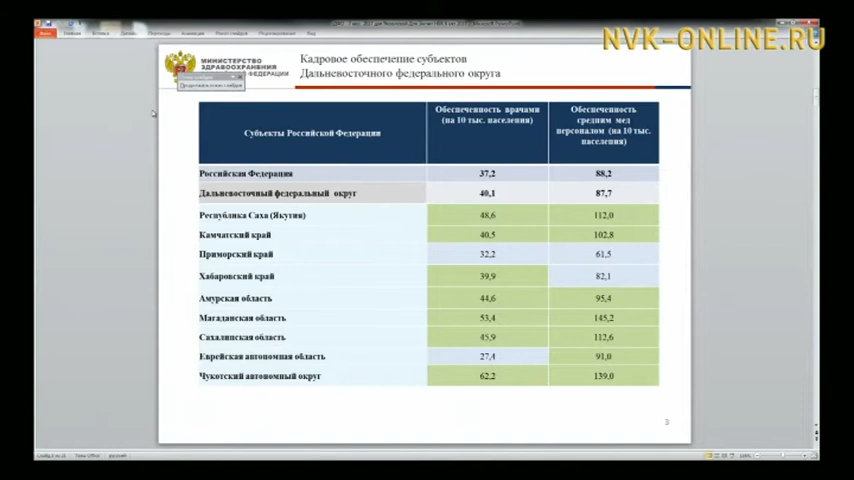 NVK-ONLINE.RU
МИНИСТЕРСТВО
ЗДРАВООХРАНЕНИЯ
ФЕДЕРАЦИИ
Кадровое обеспечение субъектов
Дальневосточного федерального округа
Субъекты Российской Федерации
Обеспеченность врачами
(на 10 тыс. населения)
Обеспеченность
средним мед
персоналом (на 10 тыс.
населения)
Российская Федерация 37,2 88,2
Дальневосточный федеральный округ 40,1 87,7
Республика Саха (Якутия) 48,6 112,0
Камчатский край 40,5 102,8
Приморский край 32,2 61,5
Хабаровский край 39,9 82,1
Амурская область 44,6 95,4
Магаданская область 53,4 145,2
Сахалинская область 45,9 112,6
Еврейская автономная область 27,4 91,0
Чукотский автономный округ 62,2 139,0
3